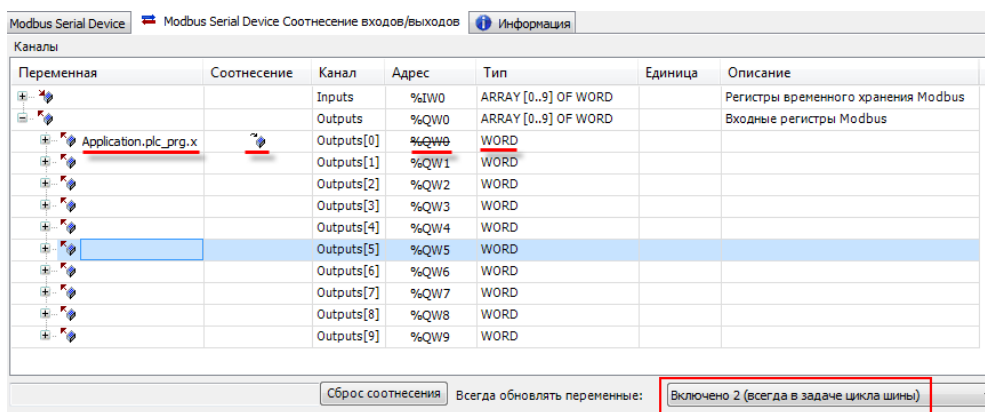 Modbus Serial Device Modbus Serial Device Соотнесение входов/выходов Информация
Каналы
Переменная Соотнесение Канал Адрес Тип Единица Описание
Inputs %IW0 ARRAY [0..9] OF WORD Регистры временного хранения Modbus
Outputs %QW0 ARRAY [0..9] OF WORD Входные регистры Modbus
Application.plc_prg.x Outputs[0] %QW0 WORD
Outputs[1] %QW1 WORD
Outputs[2] %QW2 WORD
Outputs[3] %QW3 WORD
Outputs[4] %QW4 WORD
Outputs[5] %QW5 WORD
Outputs[6] %QW6 WORD
Outputs[7] %QW7 WORD
Outputs[8] %QW8 WORD
Outputs[9] %QW9 WORD
Сброс соотнесения Всегда обновлять переменные: Включено 2 (всегда в задаче цикла шины)